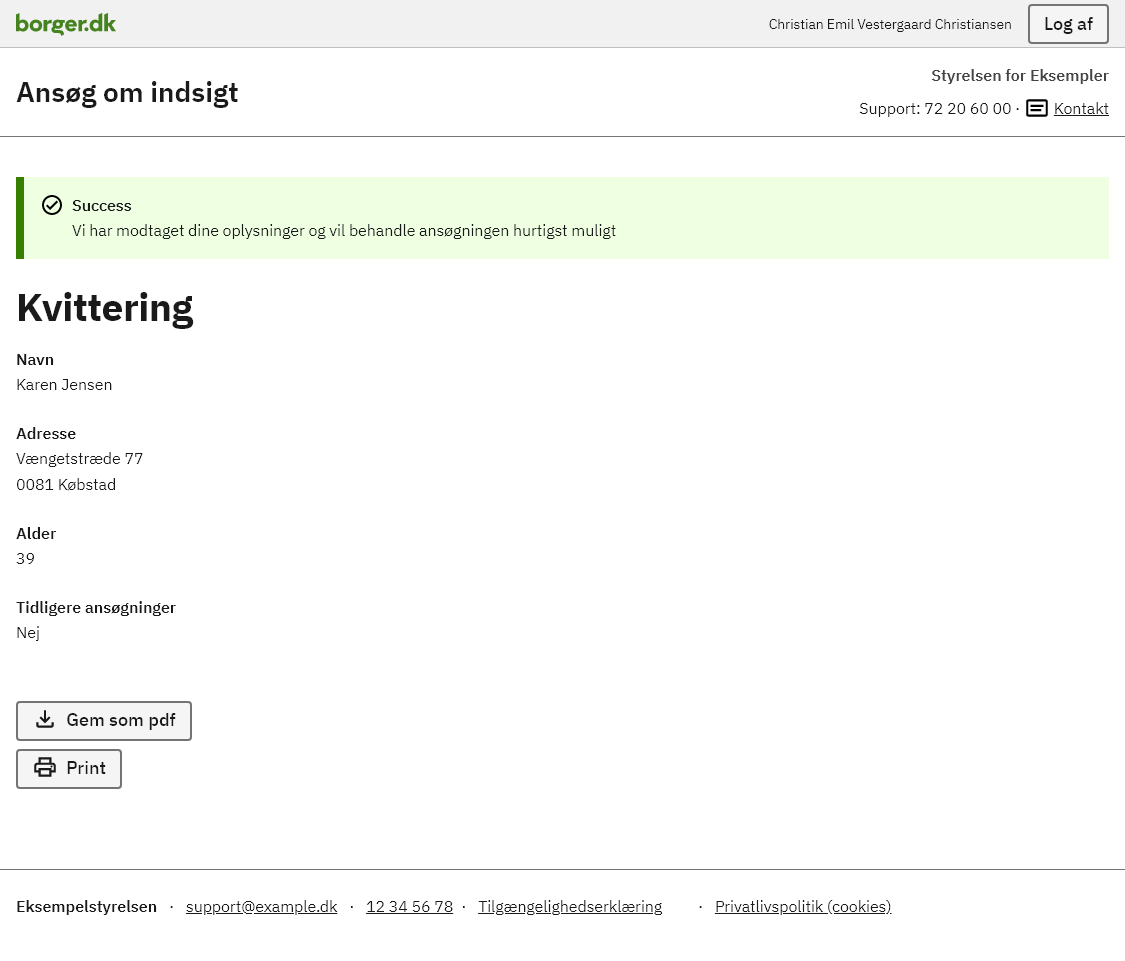 borger.dk
Christian Emil Vestergaard Christiansen
Log af
Ansøg om indsigt
Styrelsen for Eksempler
Support: 72 20 60 00 · Kontakt
Success
Vi har modtaget dine oplysninger og vil behandle ansøgningen hurtigst muligt
Kvittering
Navn
Karen Jensen
Adresse
Vængetstræde 77
0081 Købstad
Alder
39
Tidligere ansøgninger
Nej
Gem som pdf
Print
Eksempelstyrelsen · support@example.dk · 12 34 56 78 · Tilgængelighedserklæring · Privatlivspolitik (cookies)